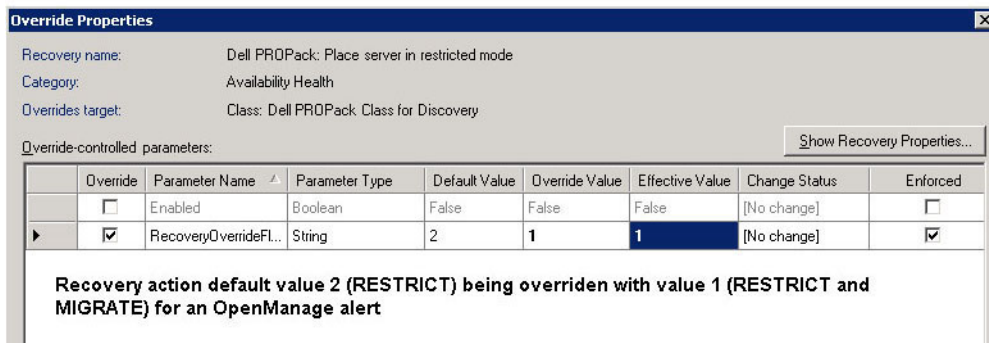 Override Properties
Recovery name: Dell PROPack: Place server in restricted mode
Category: Availability Health
Overrides target: Class: Dell PROPack Class for Discovery
Override-controlled parameters: Show Recovery Properties...
Override Parameter Name Parameter Type Default Value Override Value Effective Value Change Status Enforced
Enabled Boolean False False False [No change]
RecoveryOverrideFl... String 2 1 1 [No change]
Recovery action default value 2 (RESTRICT) being overriden with value 1 (RESTRICT and
MIGRATE) for an OpenManage alert